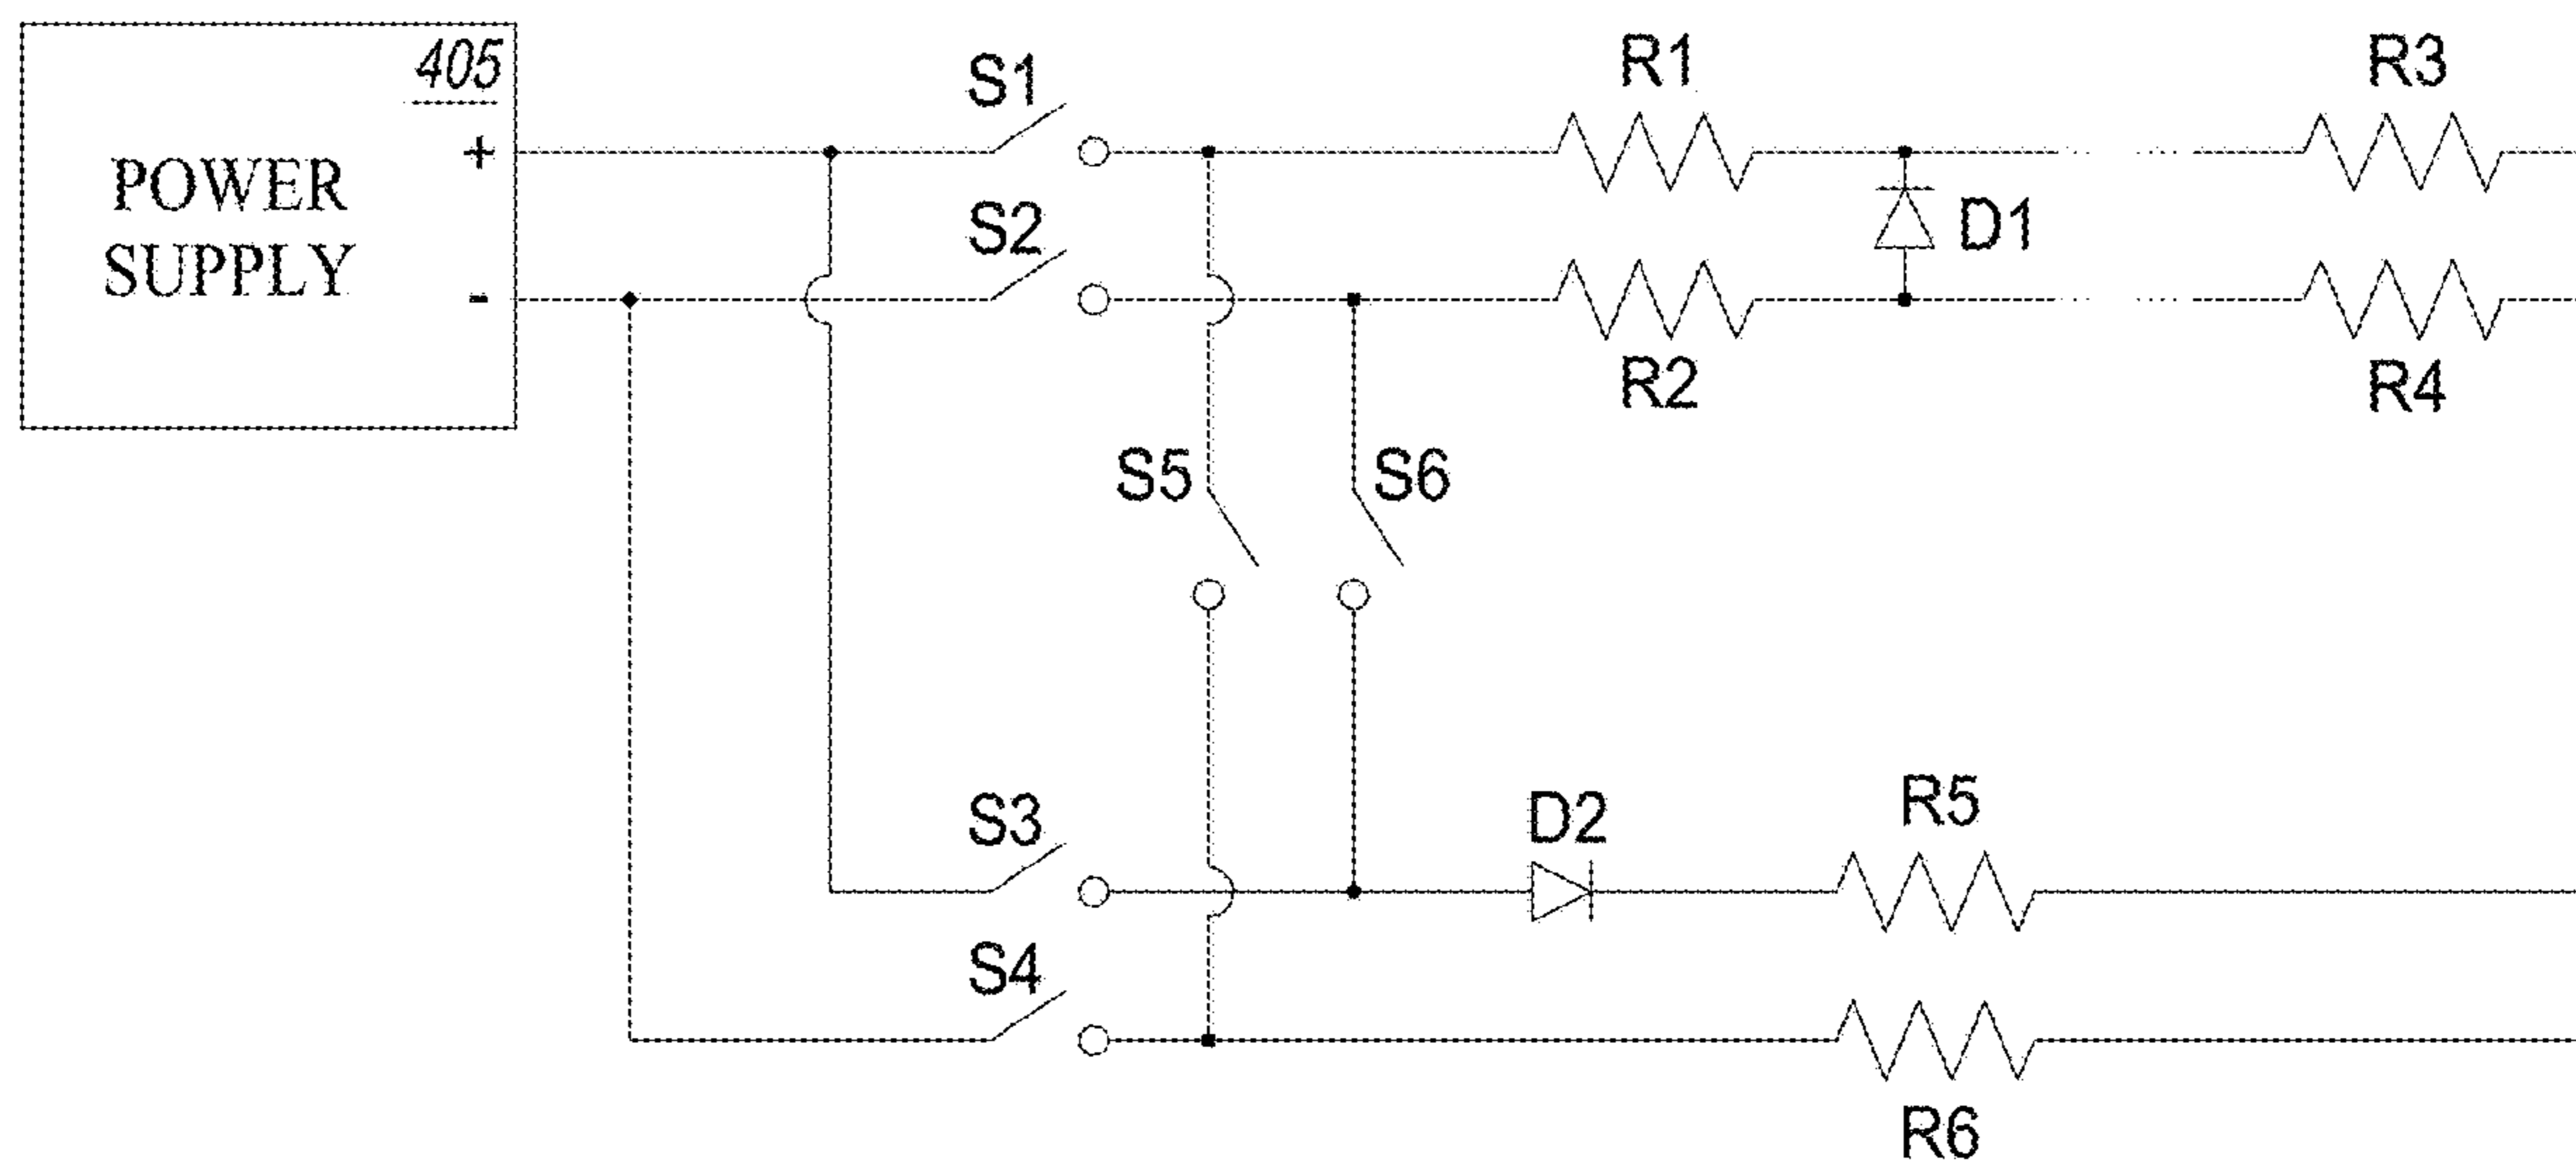 405
+
POWER
SUPPLY
-
S1
S2
R1
R3
D1
R2
R4
S5
S6
S3
D2
R5
S4
R6